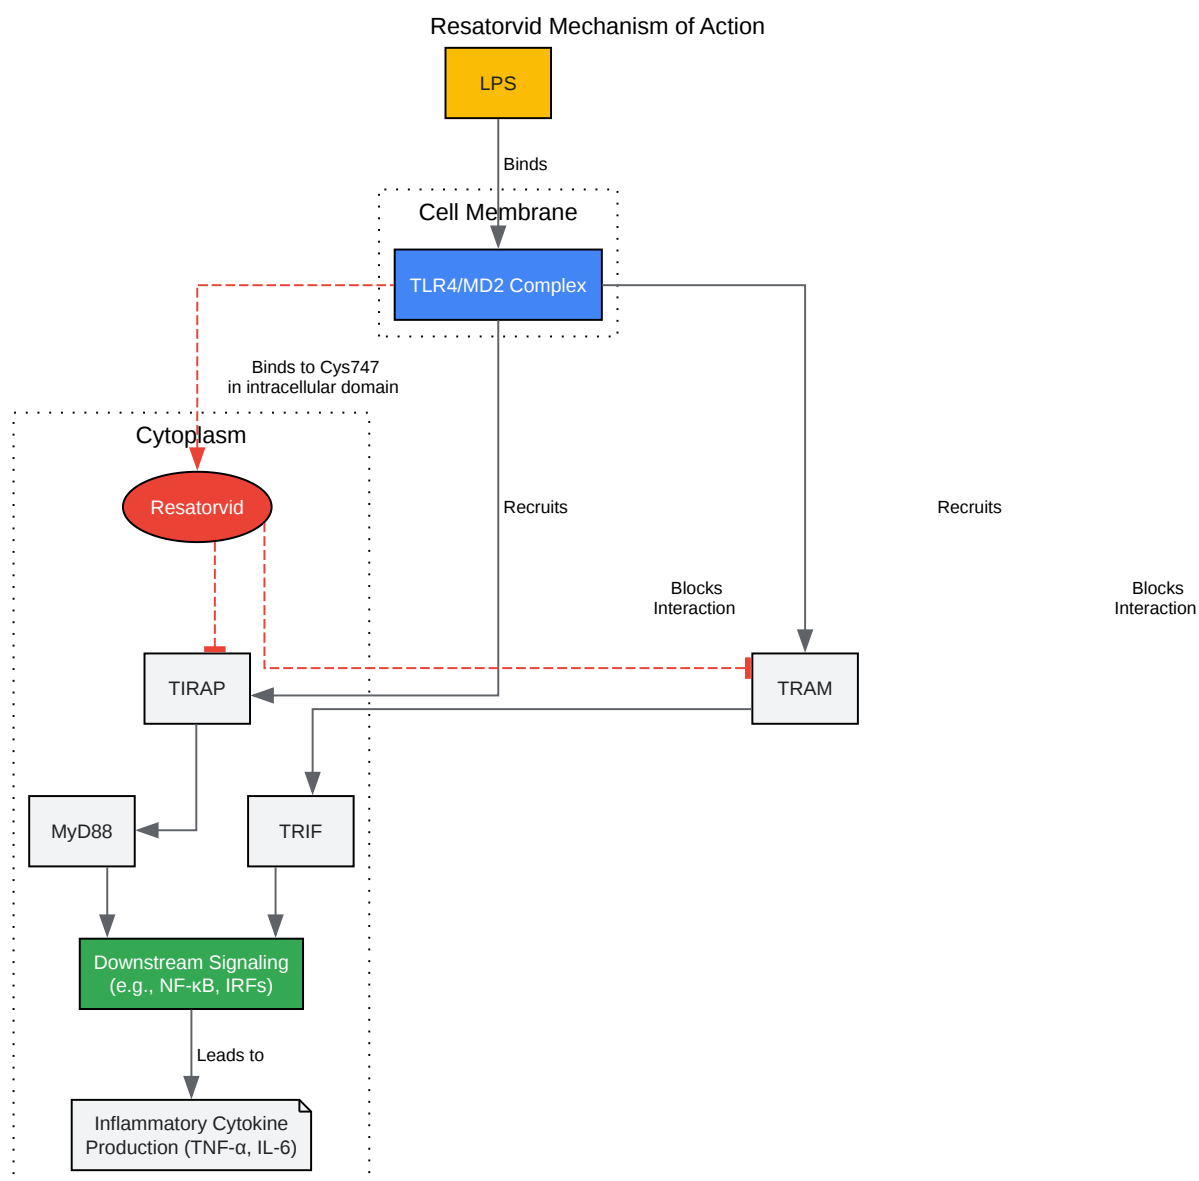 Resatorvid Mechanism of Action
LPS
Binds
Cell Membrane
TLR4/MD2 Complex
Binds to Cys747
in intracellular domain
Cytoplasm
Resatorvid
Recruits
Recruits
Blocks
Interaction
Blocks
Interaction
TIRAP
TRAM
MyD88
TRIF
Downstream Signaling
(e.g., NF-κB, IRFs)
Leads to
Inflammatory Cytokine
Production (TNF-α, IL-6)